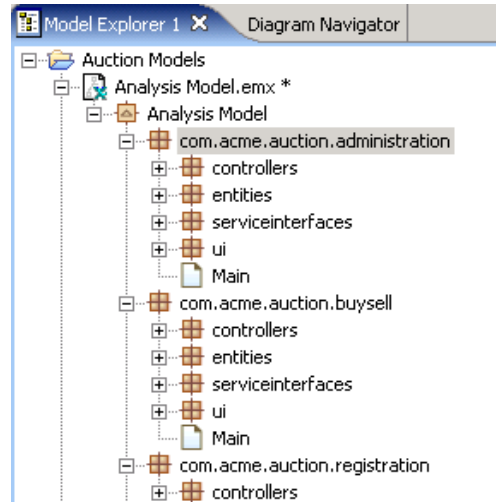 Model Explorer 1 Diagram Navigator
Auction Models
Analysis Model.emx *
Analysis Model
com.acme.auction.administration
controllers
entities
serviceinterfaces
ui
Main
com.acme.auction.buysell
controllers
entities
serviceinterfaces
ui
Main
com.acme.auction.registration
controllers